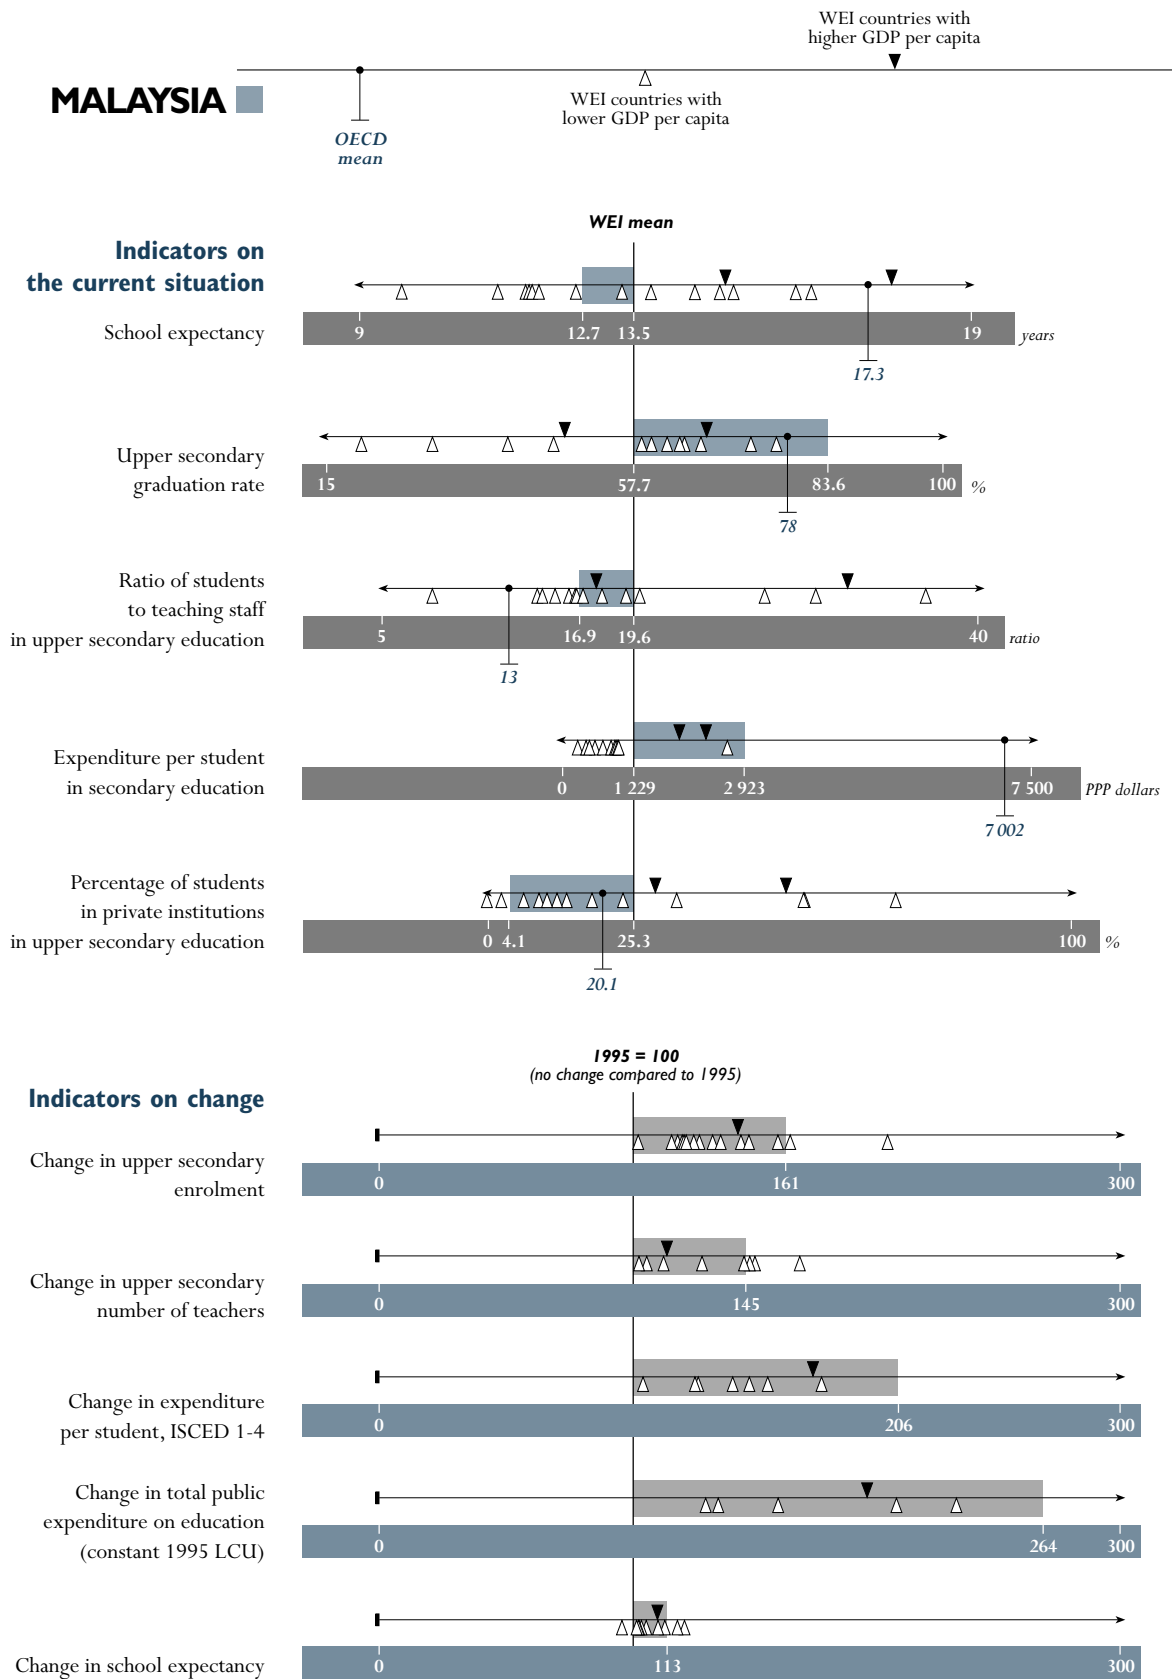 WEI countries with
higher GDP per capita
MALAYSIA
WEI countries with
lower GDP per capita
OECD
mean
WEI mean
Indicators on
the current situation
School expectancy
9 12.7 13.5 19 years
17.3
Upper secondary
graduation rate
15 57.7 83.6 100 %
78
Ratio of students
to teaching staff
in upper secondary education
5 16.9 19.6 40 ratio
13
Expenditure per student
in secondary education
0 1 229 2 923 7 500 PPP dollars
7 002
Percentage of students
in private institutions
in upper secondary education
0 4.1 25.3 100 %
20.1
1995 = 100
(no change compared to 1995)
Indicators on change
Change in upper secondary
enrolment
0 161 300
Change in upper secondary
number of teachers
0 145 300
Change in expenditure
per student, ISCED 1-4
0 206 300
Change in total public
expenditure on education
(constant 1995 LCU)
0 264 300
Change in school expectancy
0 113 300